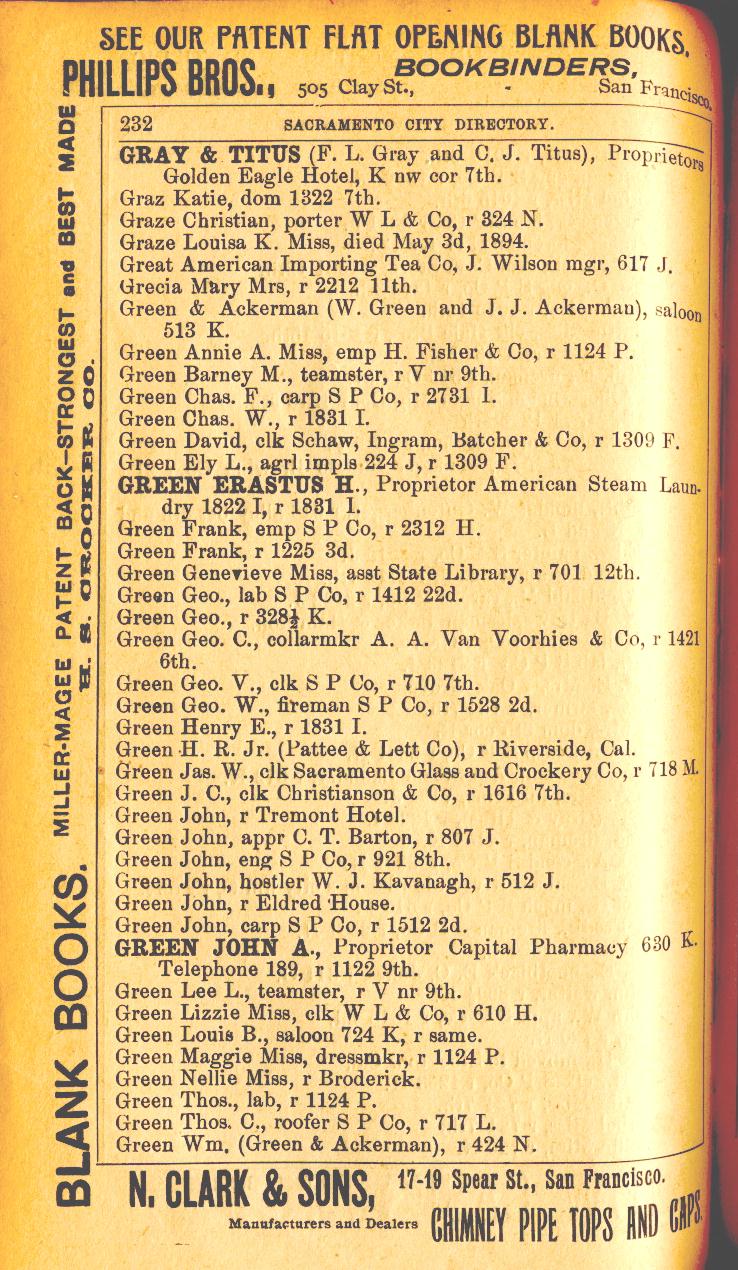 SEE OUR PATENT FLAT OPENING BLANK BOOKS.
PHILLIPS BROS., 505 Clay St., BOOKBINDERS, - San Francisco.
232 SACRAMENTO CITY DIRECTORY.
GRAY & TITUS (F. L. Gray and C. J. Titus), Proprietors
Golden Eagle Hotel, K nw cor 7th.
Graz Katie, dom 1322 7th.
Graze Christian, porter W L & Co, r 324 N.
Graze Louisa K. Miss, died May 3d, 1894.
Great American Importing Tea Co, J. Wilson mgr, 617 J.
Grecia Mary Mrs, r 2212 11th.
Green & Ackerman (W. Green and J. J. Ackerman), saloon
513 K.
Green Annie A. Miss, emp H. Fisher & Co, r 1124 P.
Green Barney M., teamster, r V nr 9th.
Green Chas. F., carp S P Co, r 2731 I.
Green Chas. W., r 1831 I.
Green David, clk Schaw, Ingram, Batcher & Co, r 1309 F.
Green Ely L., agrl impls 224 J, r 1309 F.
GREEN ERASTUS H., Proprietor American Steam Laun-
dry 1822 I, r 1831 I.
Green Frank, emp S P Co, r 2312 H.
Green Frank, r 1225 3d.
Green Genevieve Miss, asst State Library, r 701 12th.
Green Geo., lab S P Co, r 1412 22d.
Green Geo., r 328½ K.
Green Geo. C., collarmkr A. A. Van Voorhies & Co, r 1421
6th.
Green Geo. V., clk S P Co, r 710 7th.
Green Geo. W., fireman S P Co, r 1528 2d.
Green Henry E., r 1831 I.
Green H. R. Jr. (Pattee & Lett Co), r Riverside, Cal.
Green Jas. W., clk Sacramento Glass and Crockery Co, r 718 M.
Green J. C., clk Christianson & Co, r 1616 7th.
Green John, r Tremont Hotel.
Green John, appr C. T. Barton, r 807 J.
Green John, eng S P Co, r 921 8th.
Green John, hostler W. J. Kavanagh, r 512 J.
Green John, r Eldred House.
Green John, carp S P Co, r 1512 2d.
GREEN JOHN A., Proprietor Capital Pharmacy 630 K.
Telephone 189, r 1122 9th.
Green Lee L., teamster, r V nr 9th.
Green Lizzie Miss, clk W L & Co, r 610 H.
Green Louis B., saloon 724 K, r same.
Green Maggie Miss, dressmkr, r 1124 P.
Green Nellie Miss, r Broderick.
Green Thos., lab, r 1124 P.
Green Thos. C., roofer S P Co, r 717 L.
Green Wm. (Green & Ackerman), r 424 N.
BLANK BOOKS. MILLER-MAGEE PATENT BACK—STRONGEST and BEST MADE
H. S. CROCKER CO.
N. CLARK & SONS, 17-19 Spear St., San Francisco.
Manufacturers and Dealers CHIMNEY PIPE TOPS AND CAPS.